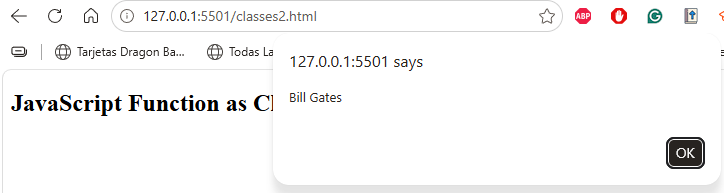 127.0.0.1:5501/classes2.html
ABP
Tarjetas Dragon Ba...
Todas La
127.0.0.1:5501 says
Bill Gates
JavaScript Function as Cl
OK